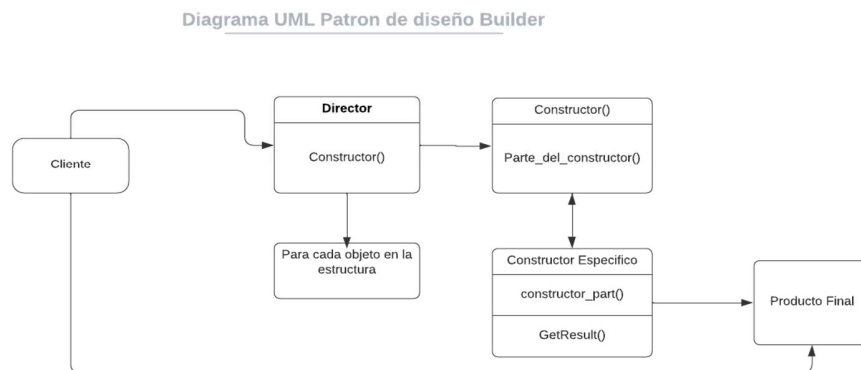 Diagrama UML Patron de diseño Builder
Cliente
Director
Constructor()
Constructor()
Parte_del_constructor()
Para cada objeto en la
estructura
Constructor Especifico
constructor_part()
GetResult()
Producto Final